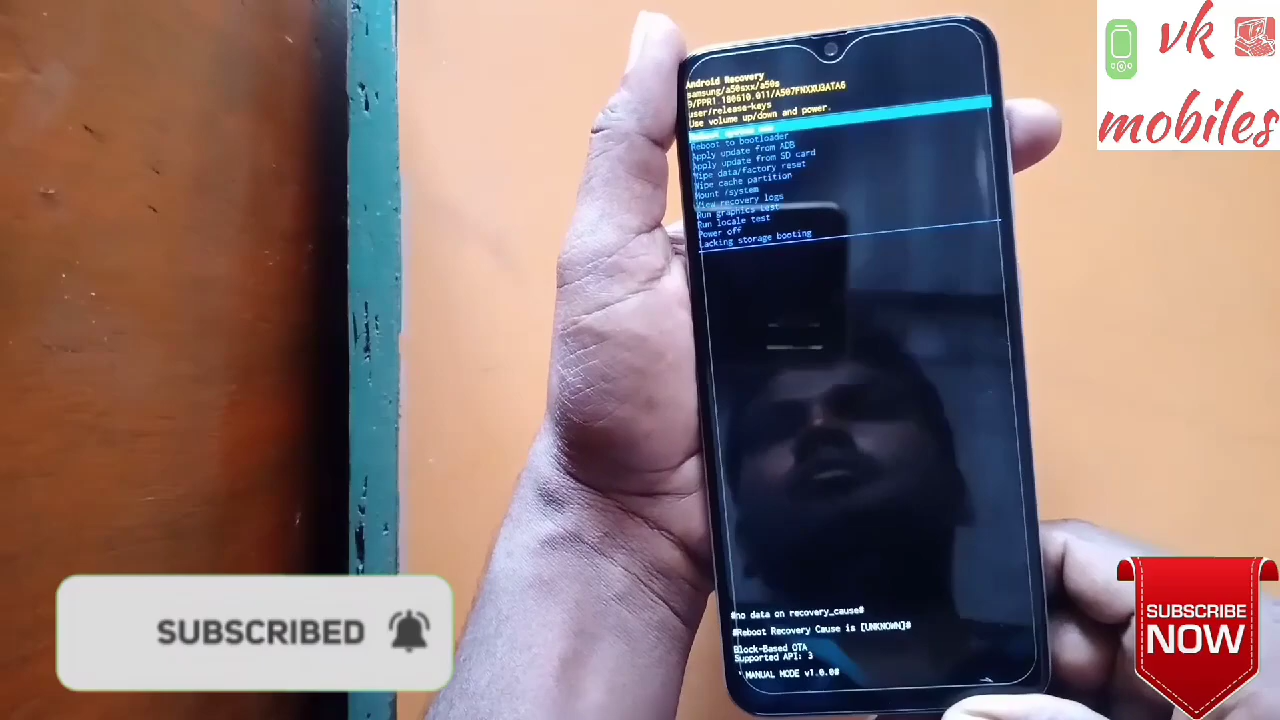 vk
mobiles
Android Recovery
samsung/a50sxx/a50s
9/PPR1.180610.011/A507FNXXU3ATA6
user/release-keys
Use volume up/down and power.
Reboot system now
Reboot to bootloader
Apply update from ADB
Apply update from SD card
Wipe data/factory reset
Wipe cache partition
Mount /system
View recovery logs
Run graphics test
Run locale test
Power off
Lacking storage booting
#no data on recovery_cause#
#Reboot Recovery Cause is [UNKNOWN]#
Block-Based OTA
Supported API: 3
MANUAL MODE v1.0.0#
SUBSCRIBED
SUBSCRIBE
NOW